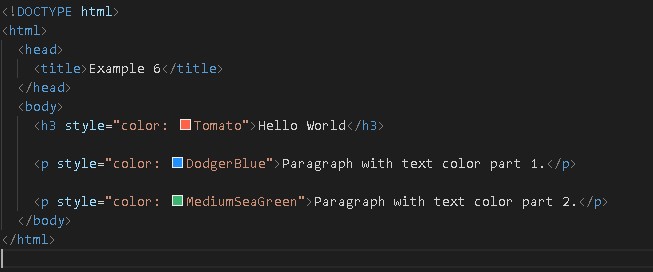 <!DOCTYPE html>
<html>
  <head>
    <title>Example 6</title>
  </head>
  <body>
    <h3 style="color: Tomato">Hello World</h3>
    <p style="color: DodgerBlue">Paragraph with text color part 1.</p>
    <p style="color: MediumSeaGreen">Paragraph with text color part 2.</p>
  </body>
</html>